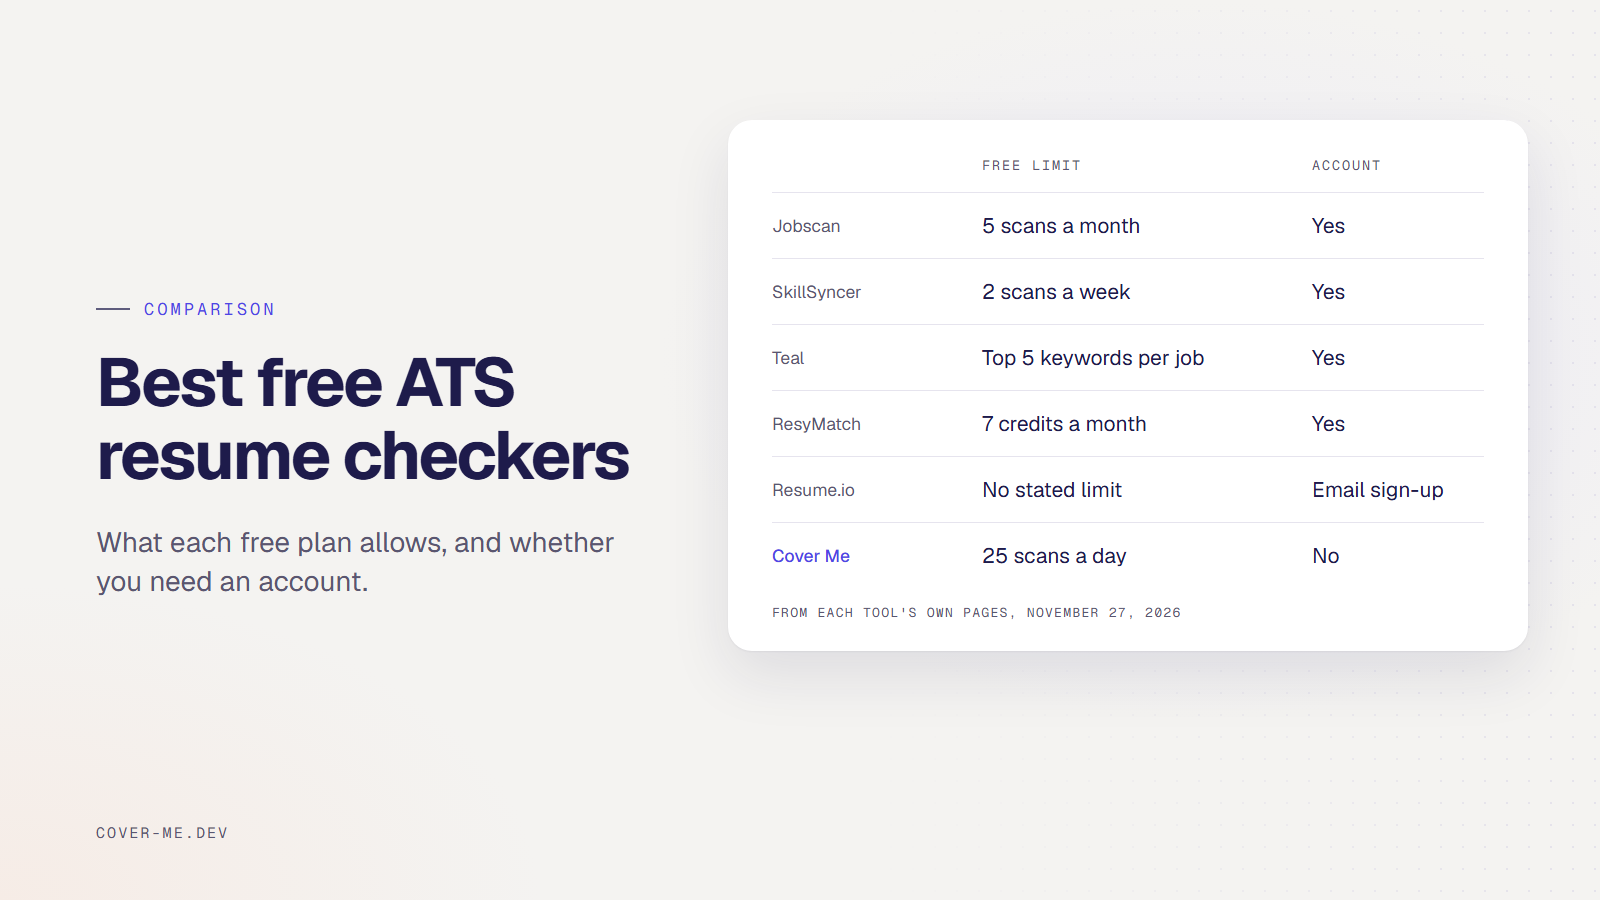 COMPARISON
Best free ATS
resume checkers
What each free plan allows, and whether
you need an account.
COVER-ME.DEV
FREE LIMIT ACCOUNT
Jobscan 5 scans a month Yes
SkillSyncer 2 scans a week Yes
Teal Top 5 keywords per job Yes
ResyMatch 7 credits a month Yes
Resume.io No stated limit Email sign-up
Cover Me 25 scans a day No
FROM EACH TOOL'S OWN PAGES, NOVEMBER 27, 2026